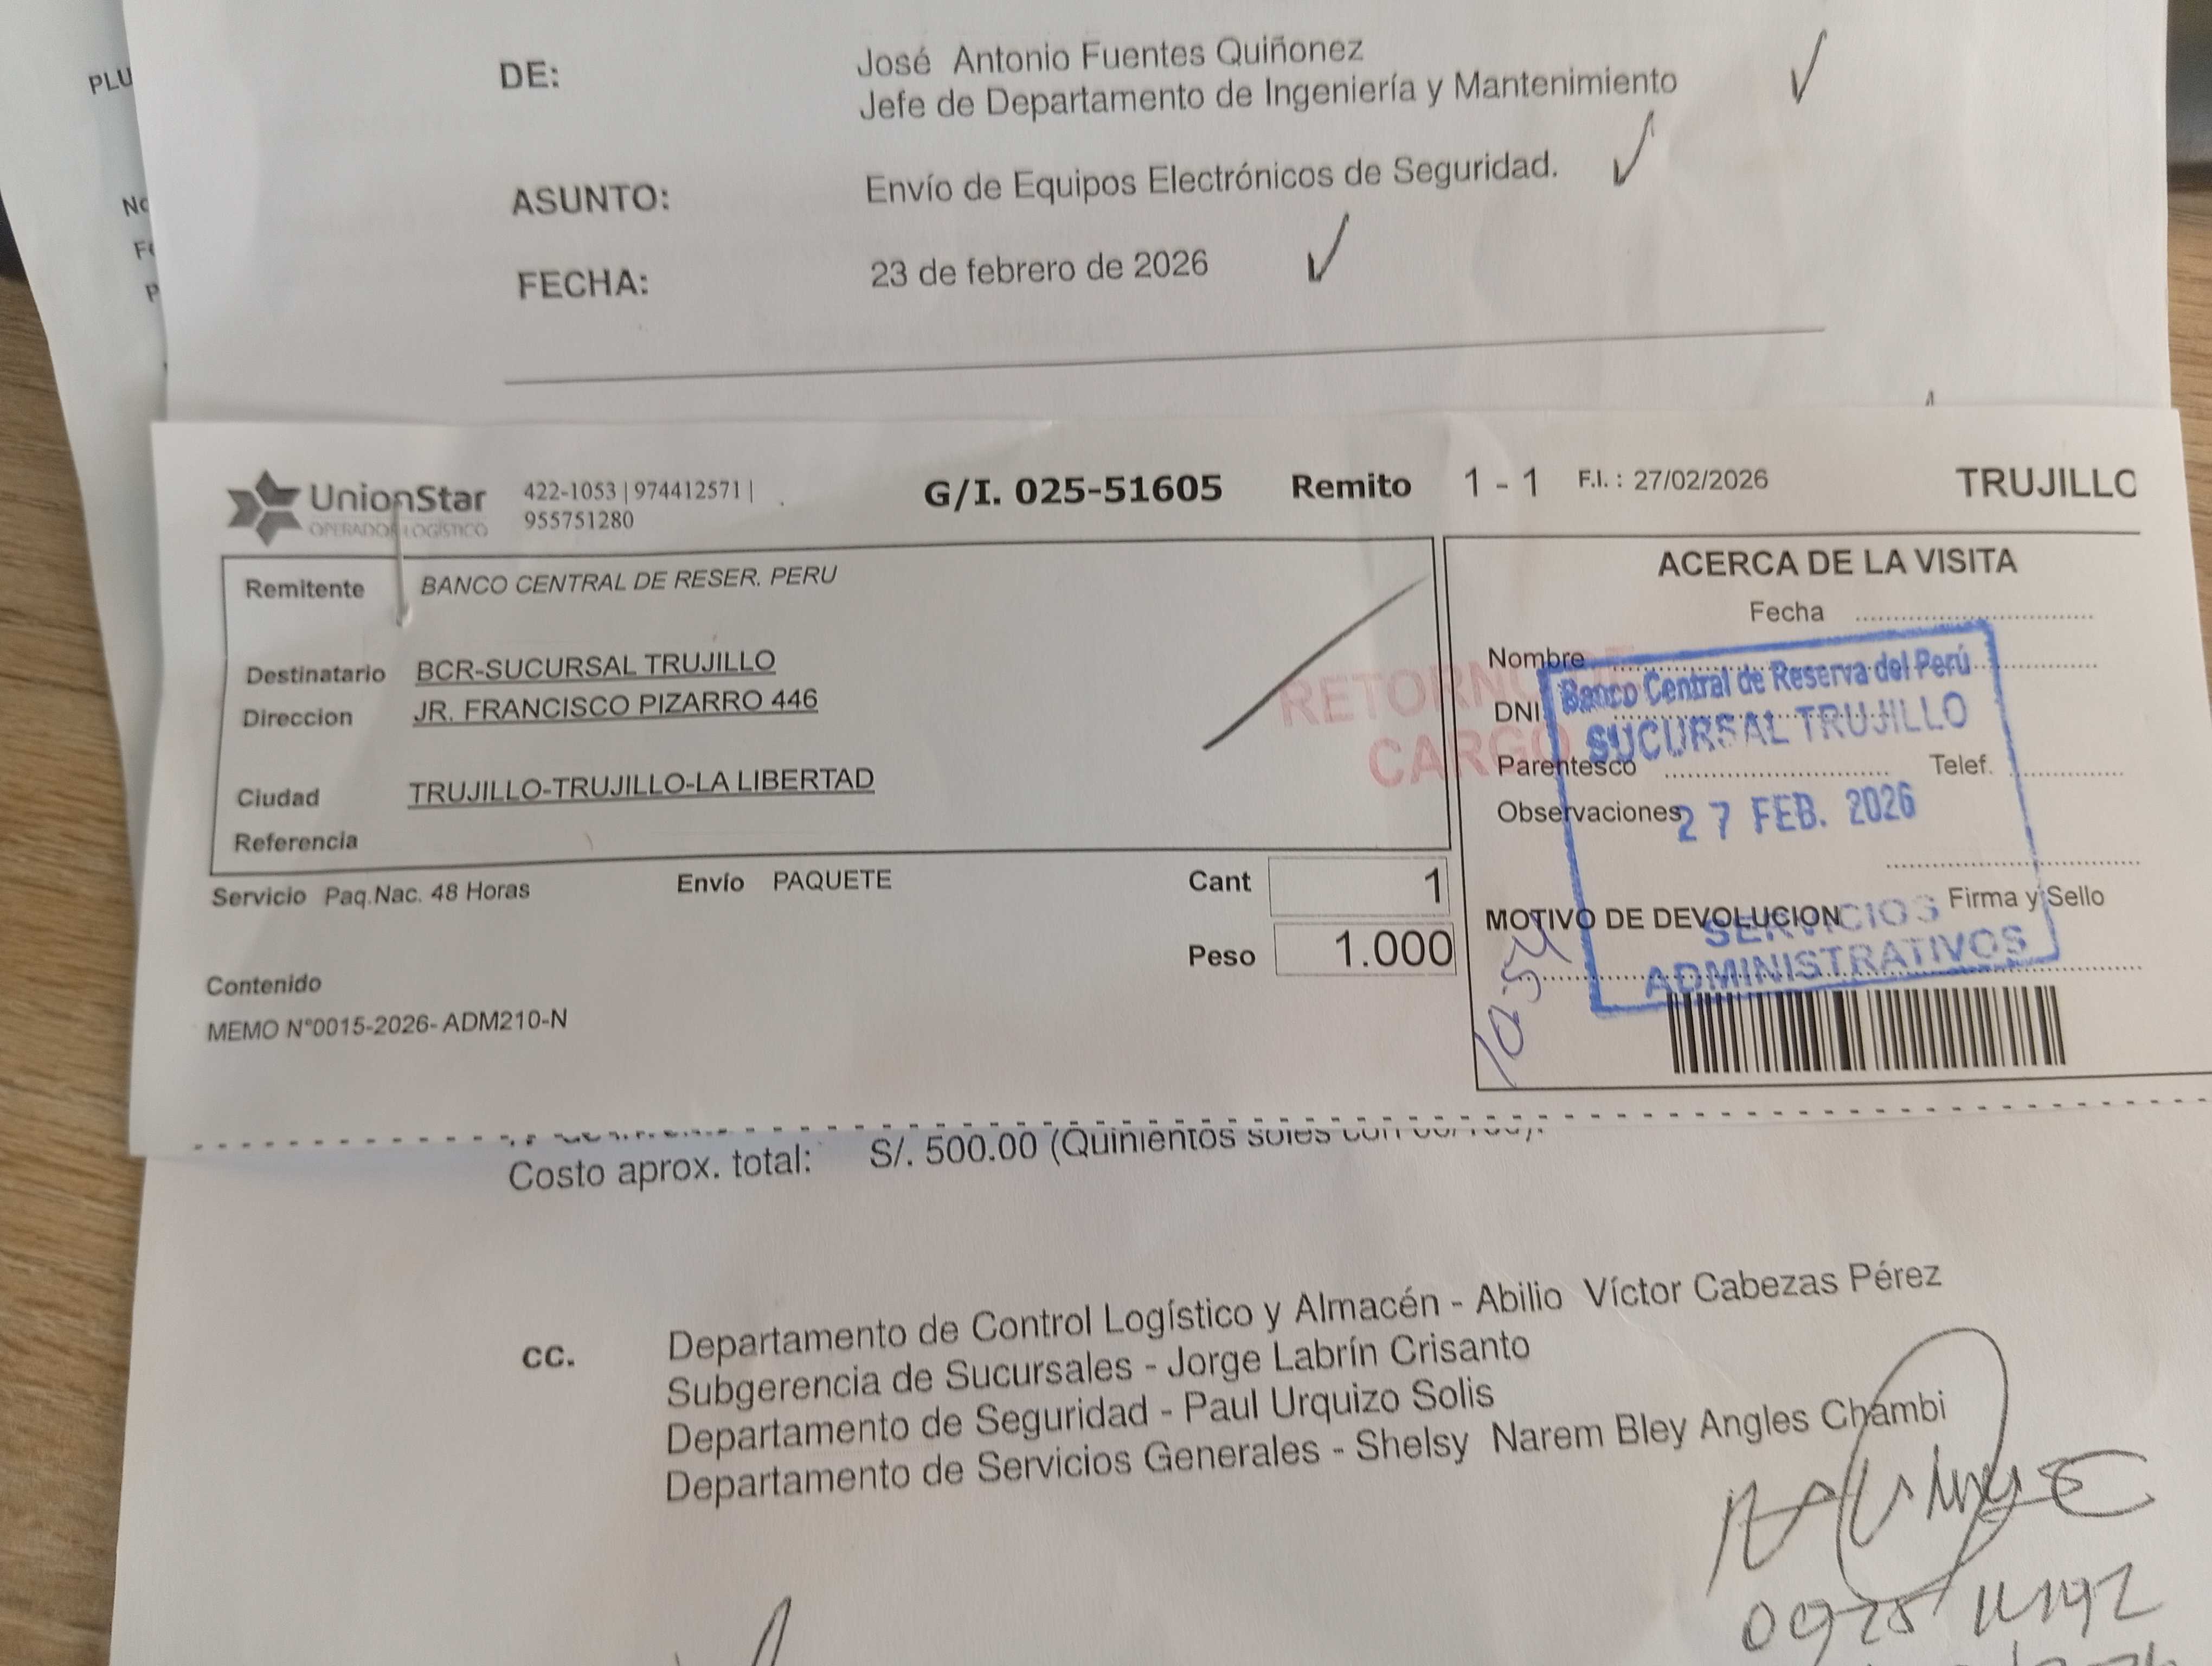 PLU
DE:
José Antonio Fuentes Quiñonez
Jefe de Departamento de Ingeniería y Mantenimiento
ASUNTO:
Envío de Equipos Electrónicos de Seguridad.
FECHA:
23 de febrero de 2026
UnionStar
OPERADOR LOGÍSTICO
422-1053 | 974412571 |
955751280
G/I. 025-51605 Remito 1 - 1 F.I. : 27/02/2026 TRUJILLO
Remitente BANCO CENTRAL DE RESER. PERU
Destinatario BCR-SUCURSAL TRUJILLO
Direccion JR. FRANCISCO PIZARRO 446
Ciudad TRUJILLO-TRUJILLO-LA LIBERTAD
Referencia
RETORNO DE
CARGO
ACERCA DE LA VISITA
Fecha
Nombre
DNI
Parentesco Telef.
Observaciones
Firma y Sello
MOTIVO DE DEVOLUCION
Banco Central de Reserva del Perú
SUCURSAL TRUJILLO
27 FEB. 2026
SERVICIOS
ADMINISTRATIVOS
Servicio Paq.Nac. 48 Horas Envío PAQUETE Cant 1
Peso 1.000
Contenido
MEMO N°0015-2026- ADM210-N
Costo aprox. total: S/. 500.00 (Quinientos soles con
cc. Departamento de Control Logístico y Almacén - Abilio Víctor Cabezas Pérez
Subgerencia de Sucursales - Jorge Labrín Crisanto
Departamento de Seguridad - Paul Urquizo Solis
Departamento de Servicios Generales - Shelsy Narem Bley Angles Chambi